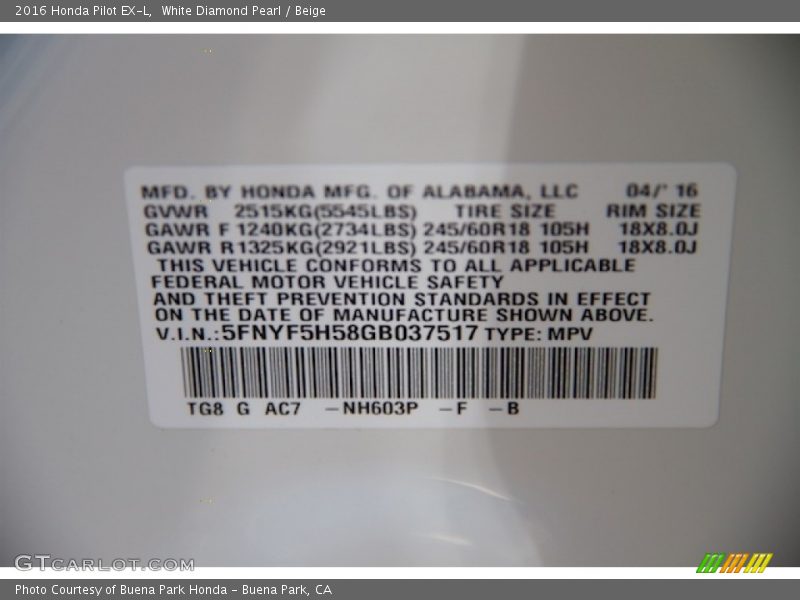 2016 Honda Pilot EX-L,  White Diamond Pearl / Beige
MFD. BY HONDA MFG. OF ALABAMA, LLC 04/' 16
GVWR 2515KG(5545LBS) TIRE SIZE RIM SIZE
GAWR F 1240KG(2734LBS) 245/60R18 105H 18X8.0J
GAWR R 1325KG(2921LBS) 245/60R18 105H 18X8.0J
THIS VEHICLE CONFORMS TO ALL APPLICABLE
FEDERAL MOTOR VEHICLE SAFETY
AND THEFT PREVENTION STANDARDS IN EFFECT
ON THE DATE OF MANUFACTURE SHOWN ABOVE.
V.I.N.:5FNYF5H58GB037517 TYPE: MPV
TG8 G AC7 -NH603P -F -B
GTCARLOT.COM
Photo Courtesy of Buena Park Honda - Buena Park, CA